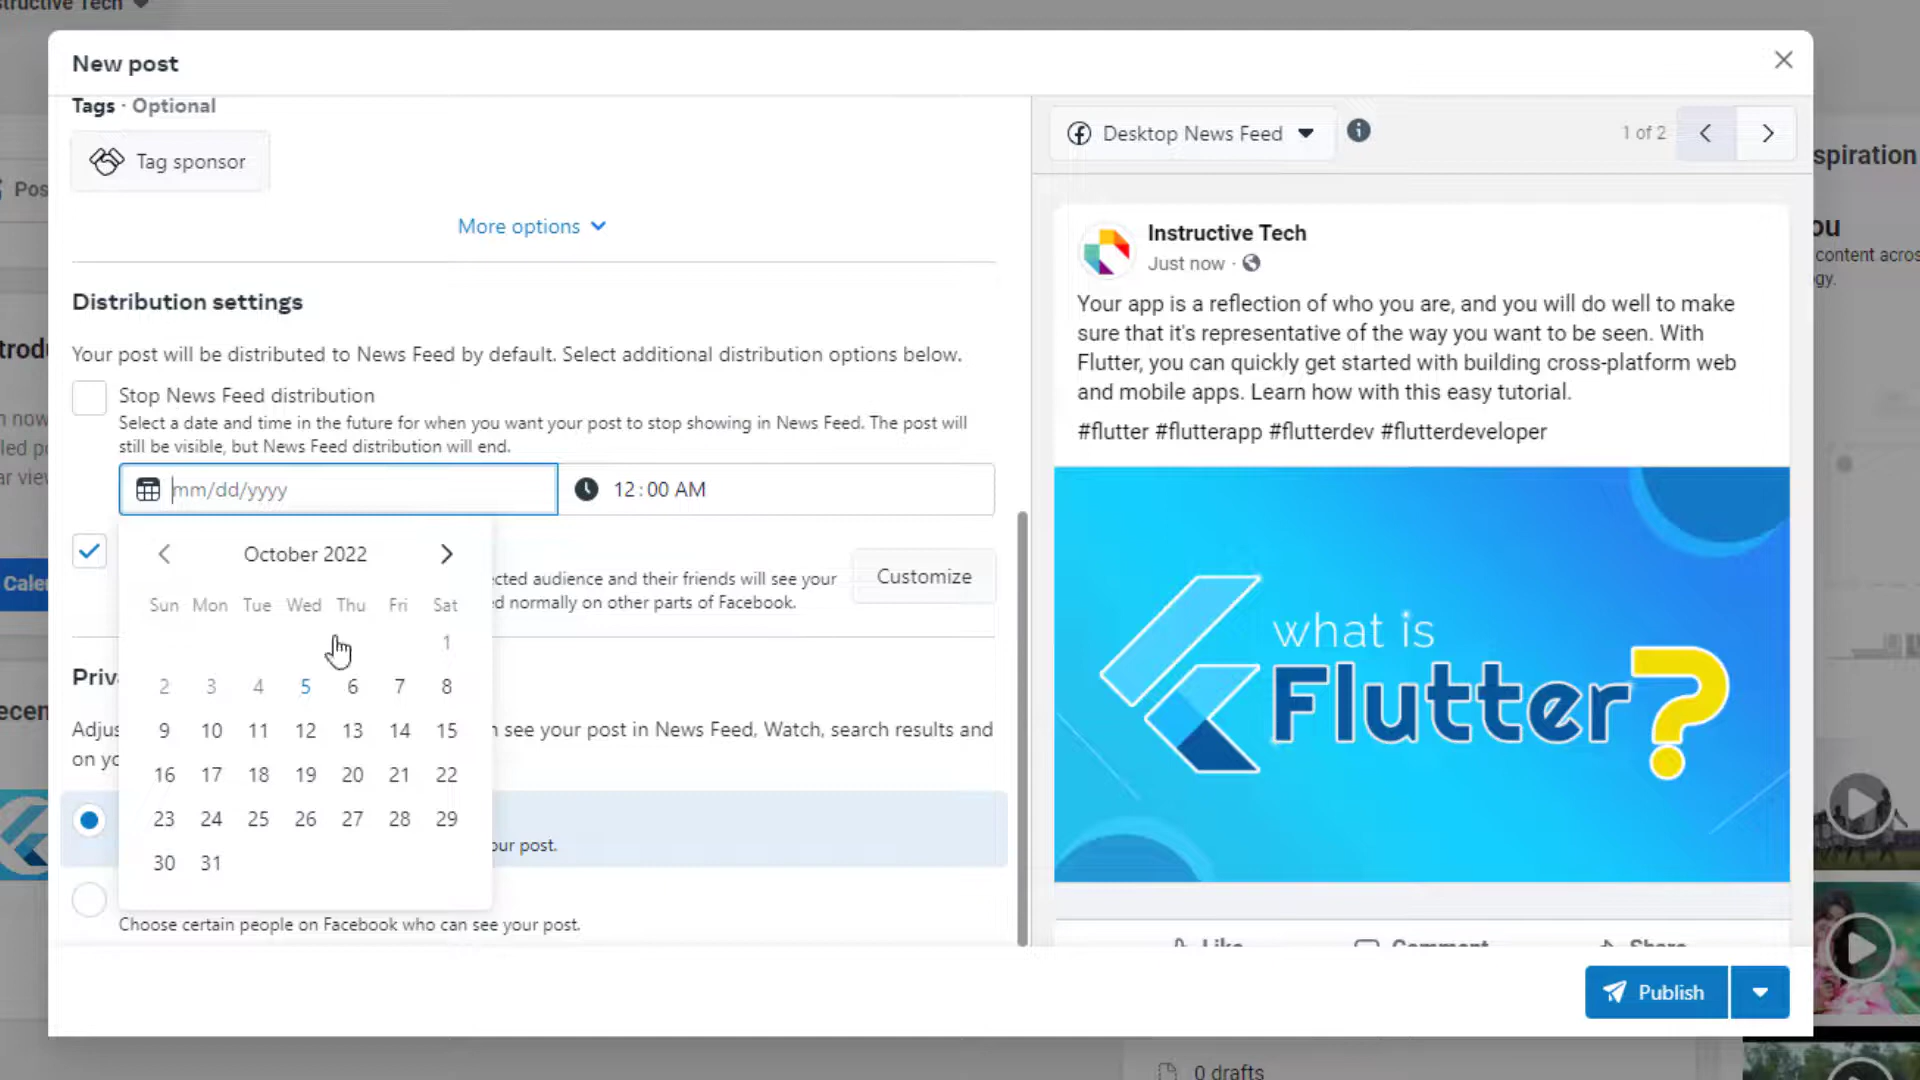 New post
Tags · Optional
Tag sponsor
More options
Distribution settings
Your post will be distributed to News Feed by default. Select additional distribution options below.
Stop News Feed distribution
Select a date and time in the future for when you want your post to stop showing in News Feed. The post will
still be visible, but News Feed distribution will end.
mm/dd/yyyy
12:00 AM
October 2022
Sun Mon Tue Wed Thu Fri Sat
1
2 3 4 5 6 7 8
9 10 11 12 13 14 15
16 17 18 19 20 21 22
23 24 25 26 27 28 29
30 31
audience and their friends will see your
normally on other parts of Facebook.
Customize
see your post in News Feed, Watch, search results and
post.
Choose certain people on Facebook who can see your post.
Desktop News Feed
1 of 2
Instructive Tech
Just now ·
Your app is a reflection of who you are, and you will do well to make
sure that it's representative of the way you want to be seen. With
Flutter, you can quickly get started with building cross-platform web
and mobile apps. Learn how with this easy tutorial.
#flutter #flutterapp #flutterdev #flutterdeveloper
what is
Flutter?
Like Comment Share
Publish
Tech
content
0 drafts